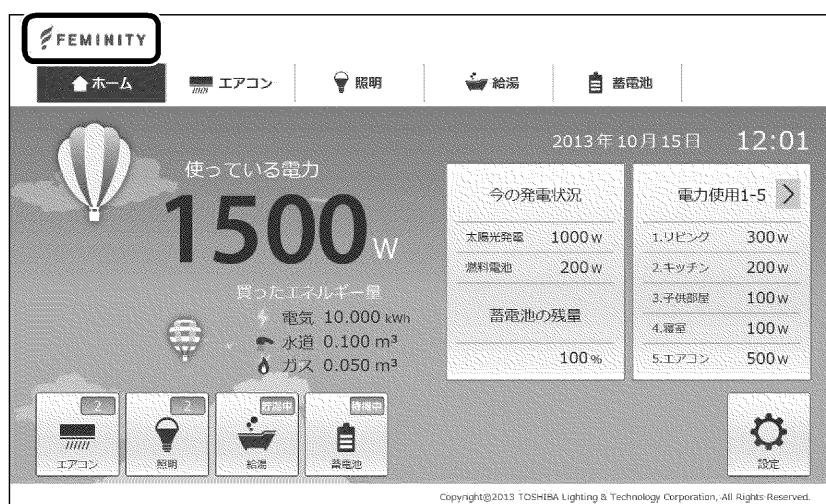 FEMINITY
ホーム エアコン 照明 給湯 蓄電池
2013年10月15日 12:01
使っている電力
1500W
買ったエネルギー量
電気 10.000 kWh
水道 0.100 m³
ガス 0.050 m³
今の発電状況
太陽光発電 1000 W
燃料電池 200 W
蓄電池の残量
100 %
電力使用1-5 >
1.リビング 300 W
2.キッチン 200 W
3.子供部屋 100 W
4.寝室 100 W
5.エアコン 500 W
2 エアコン
2 照明
貯湯中 給湯
待機中 蓄電池
設定
Copyright©2013 TOSHIBA Lighting & Technology Corporation, All Rights Reserved.